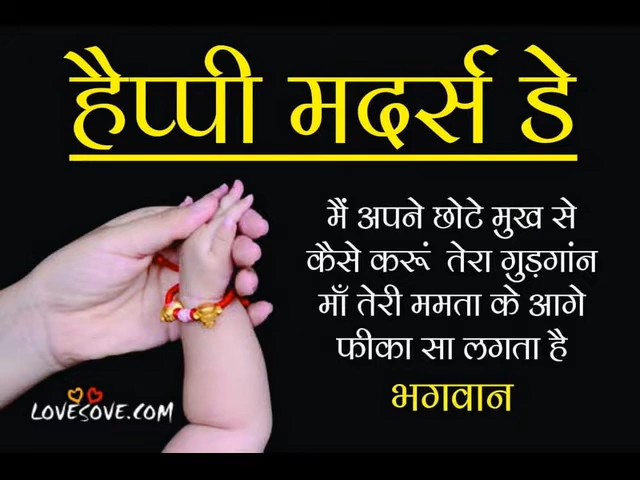 हैप्पी मदर्स डे
मैं अपने छोटे मुख से
कैसे करूं तेरा गुड़गांन
माँ तेरी ममता के आगे
फीका सा लगता है
भगवान
LOVESOVE.COM